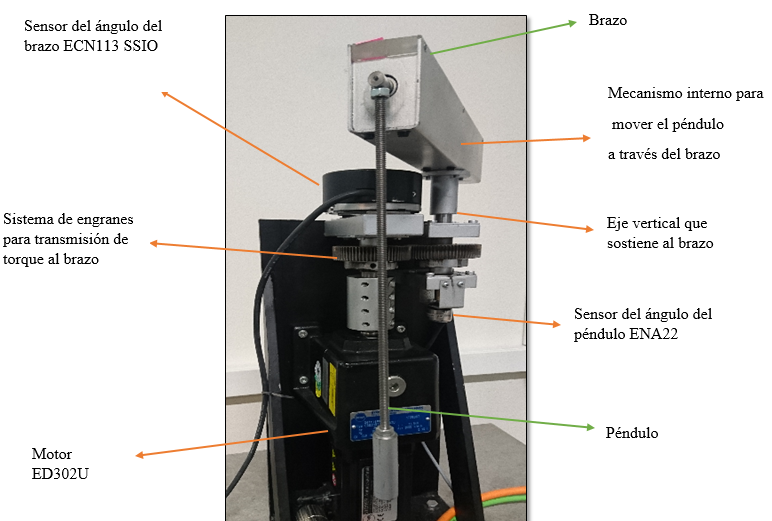 Sensor del ángulo del
brazo ECN113 SSIO
Brazo
Mecanismo interno para
mover el péndulo
a través del brazo
Sistema de engranes
para transmisión de
torque al brazo
Eje vertical que
sostiene al brazo
Sensor del ángulo del
péndulo ENA22
Péndulo
Motor
ED302U